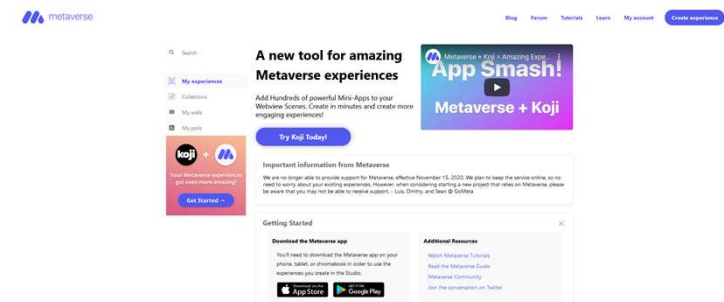 metaverse
Blog
Forum
Tutorials
Learn
My account
Create experience
Search
My experiences
Collections
My walls
My polls
koji +
Your Metaverse experiences
got even more amazing!
Get Started →
A new tool for amazing
Metaverse experiences
Add Hundreds of powerful Mini-Apps to your
Webview Scenes. Create in minutes and create more
engaging experiences!
Try Koji Today!
Metaverse + Koji = Amazing Expe...
App Smash!
Metaverse + Koji
Important information from Metaverse
We are no longer able to provide support for Metaverse, effective November 15, 2020. We plan to keep the service online, so no
need to worry about your existing experiences. However, when considering starting a new project that relies on Metaverse, please
be aware that you may not be able to receive support. - Luis, Dmitry, and Sean @ GoMeta
Getting Started
Download the Metaverse app
You'll need to download the Metaverse app on your
phone, tablet, or chromebook in order to use the
experiences you create in the Studio.
Download on the
App Store
GET IT ON
Google Play
Additional Resources
Watch Metaverse Tutorials
Read the Metaverse Guide
Metaverse Community
Join the conversation on Twitter